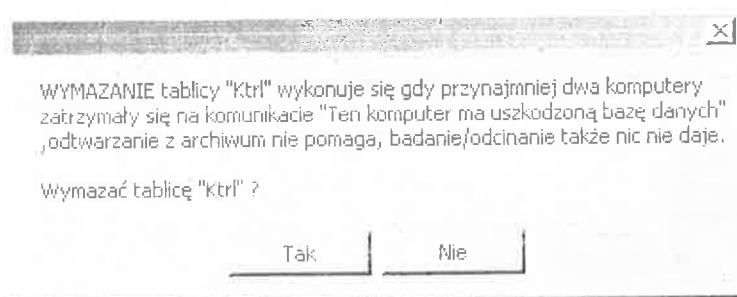 WYMAZANIE tablicy "Ktrl" wykonuje się gdy przynajmniej dwa komputery
zatrzymały się na komunikacie "Ten komputer ma uszkodzoną bazę danych"
,odtwarzanie z archiwum nie pomaga, badanie/odcinanie także nic nie daje.
Wymazać tablicę "Ktrl" ?
Tak Nie